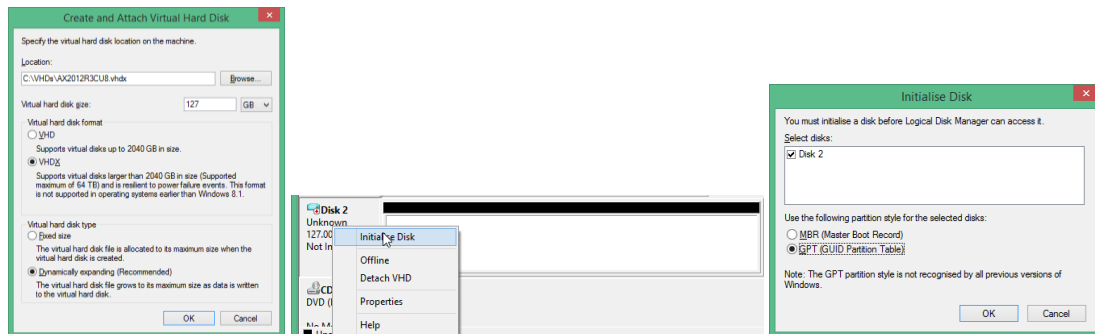 Create and Attach Virtual Hard Disk
Specify the virtual hard disk location on the machine.
Location:
C:\VHDs\AX2012R3CU8.vhdx
Browse...
Virtual hard disk size:
127
GB
Virtual hard disk format
VHD
Supports virtual disks up to 2040 GB in size.
VHDX
Supports virtual disks larger than 2040 GB in size (Supported
maximum of 64 TB) and is resilient to power failure events. This format
is not supported in operating systems earlier than Windows 8.1.
Virtual hard disk type
Fixed size
The virtual hard disk file is allocated to its maximum size when the
virtual hard disk is created.
Dynamically expanding (Recommended)
The virtual hard disk file grows to its maximum size as data is written
to the virtual hard disk.
OK
Cancel
Disk 2
Unknown
127.00
Not In
Initialise Disk
Offline
Detach VHD
Properties
Help
CD
DVD (
Initialise Disk
You must initialise a disk before Logical Disk Manager can access it.
Select disks:
Disk 2
Use the following partition style for the selected disks:
MBR (Master Boot Record)
GPT (GUID Partition Table)
Note: The GPT partition style is not recognised by all previous versions of
Windows.
OK
Cancel